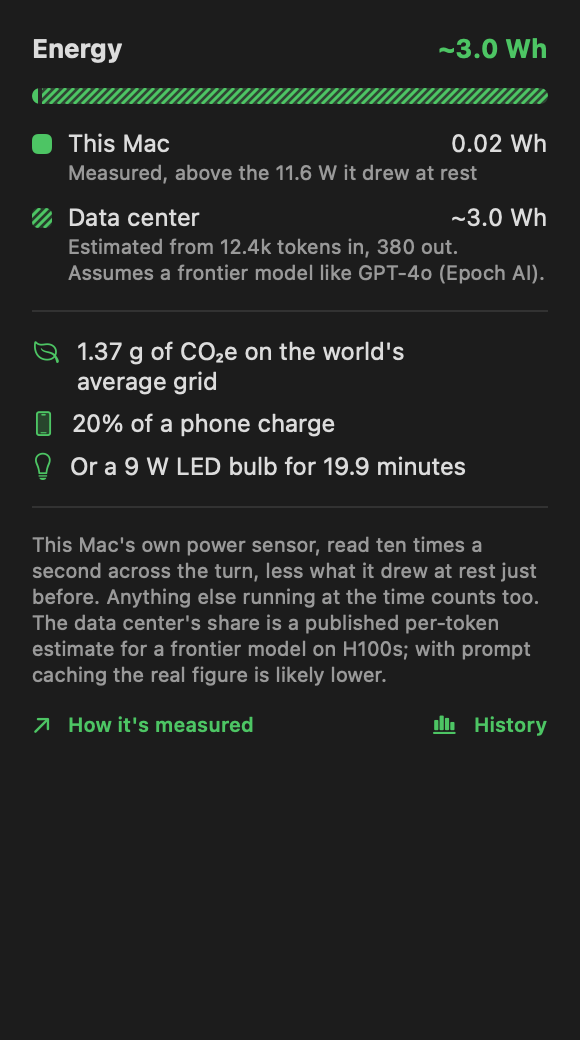 Energy ~3.0 Wh
This Mac 0.02 Wh
Measured, above the 11.6 W it drew at rest
Data center ~3.0 Wh
Estimated from 12.4k tokens in, 380 out.
Assumes a frontier model like GPT-4o (Epoch AI).
1.37 g of CO₂e on the world's
average grid
20% of a phone charge
Or a 9 W LED bulb for 19.9 minutes
This Mac's own power sensor, read ten times a
second across the turn, less what it drew at rest just
before. Anything else running at the time counts too.
The data center's share is a published per-token
estimate for a frontier model on H100s; with prompt
caching the real figure is likely lower.
How it's measured History